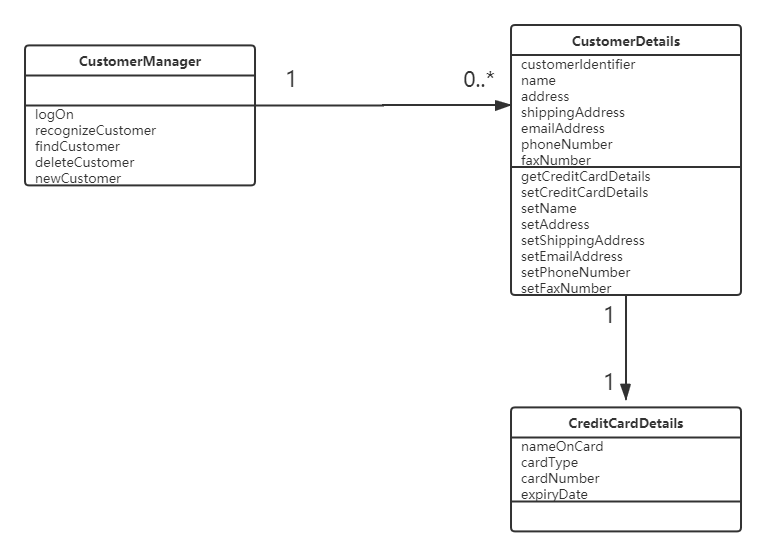 CustomerManager
logOn
recognizeCustomer
findCustomer
deleteCustomer
newCustomer
1
0..*
CustomerDetails
customerIdentifier
name
address
shippingAddress
emailAddress
phoneNumber
faxNumber
getCreditCardDetails
setCreditCardDetails
setName
setAddress
setShippingAddress
setEmailAddress
setPhoneNumber
setFaxNumber
1
1
CreditCardDetails
nameOnCard
cardType
cardNumber
expiryDate